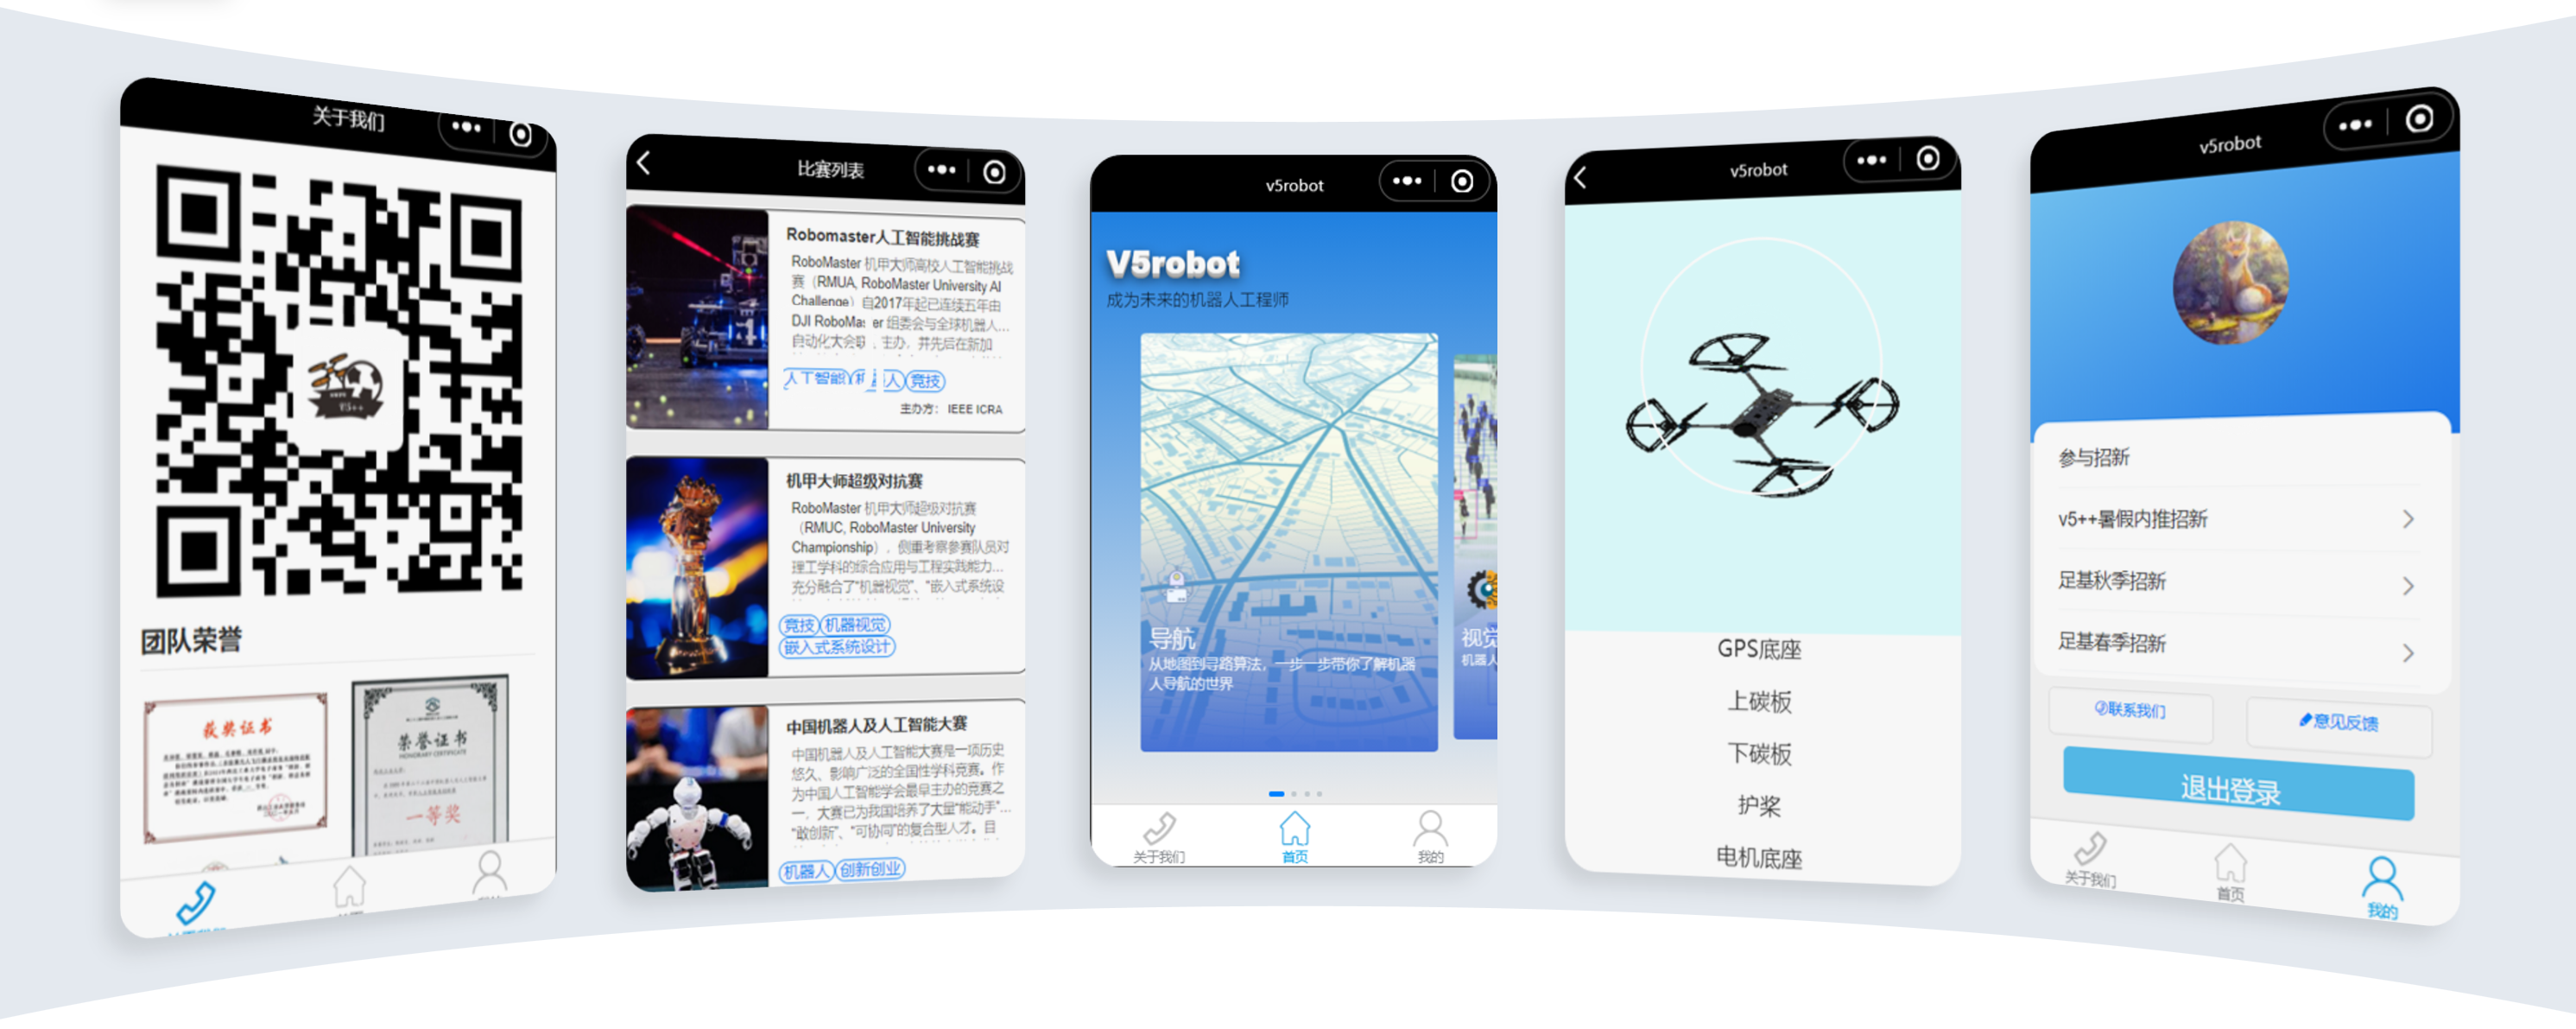 关于我们
V5++
团队荣誉
获奖证书
荣誉证书
HONORARY CERTIFICATE
一等奖
比赛列表
Robomaster人工智能挑战赛
RoboMaster 机甲大师高校人工智能挑战
赛（RMUA, RoboMaster University AI
Challenge）自2017年起已连续五年由
DJI RoboMa er 组委会与全球机器人...
自动化大会联 主办，并先后在新加
人工智能 人 竞技
主办方： IEEE ICRA
机甲大师超级对抗赛
RoboMaster 机甲大师超级对抗赛
（RMUC, RoboMaster University
Championship），侧重考察参赛队员对
理工学科的综合应用与工程实践能力...
充分融合了“机器视觉”、“嵌入式系统设
竞技 机器视觉
嵌入式系统设计
中国机器人及人工智能大赛
中国机器人及人工智能大赛是一项历史
悠久、影响广泛的全国性学科竞赛。作
为中国人工智能学会最早主办的竞赛之
一，大赛已为我国培养了大量“能动手”...
“敢创新”、“可协同”的复合型人才。目
机器人 创新创业
v5robot
V5robot
成为未来的机器人工程师
导航
从地图到寻路算法，一步一步带你了解机器
人导航的世界
视觉
机器人
关于我们 首页 我的
v5robot
GPS底座
上碳板
下碳板
护桨
电机底座
v5robot
参与招新
v5++暑假内推招新
足基秋季招新
足基春季招新
联系我们 意见反馈
退出登录
关于我们 首页 我的